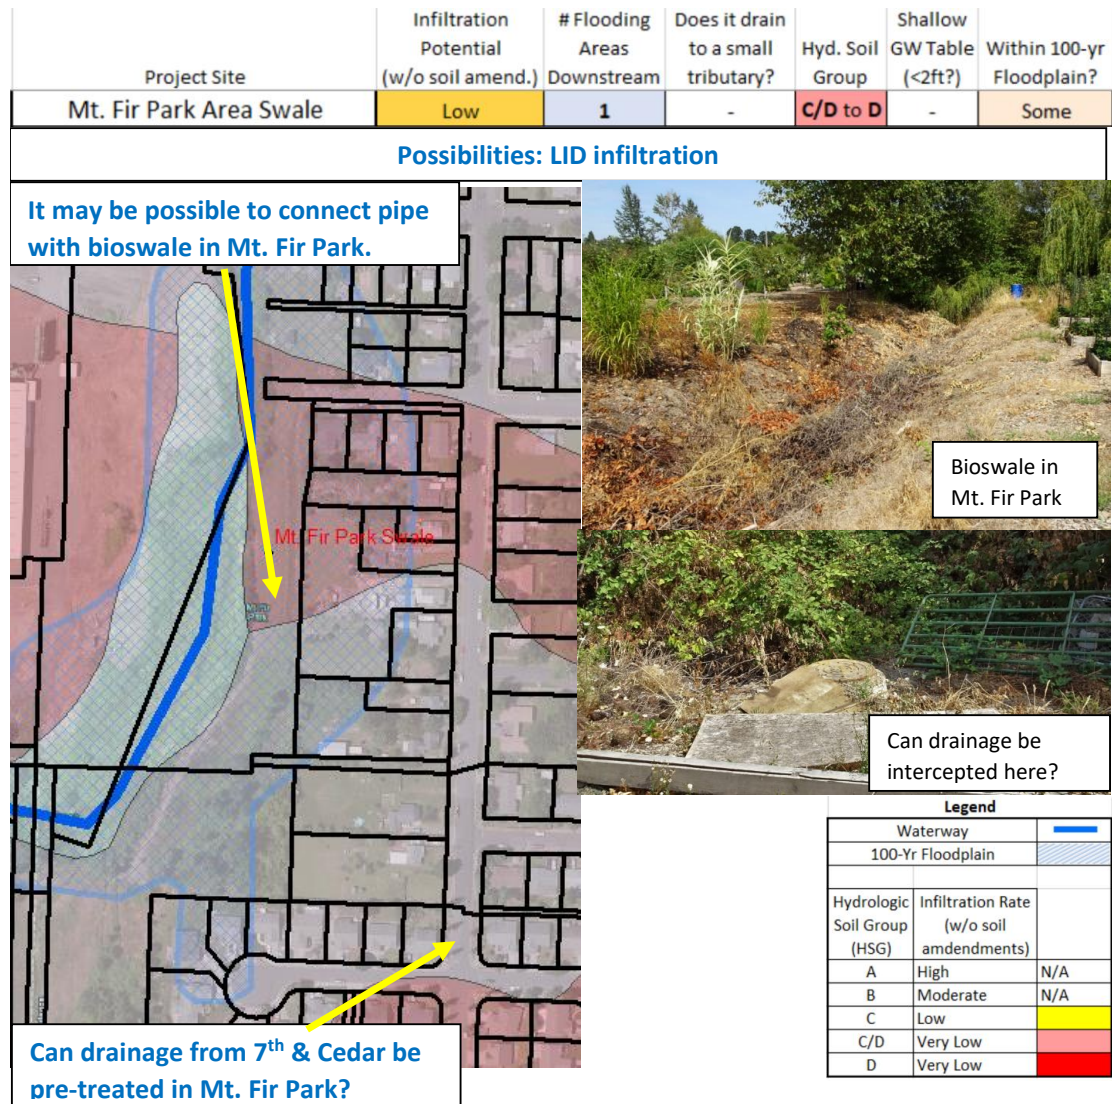 Project Site
Infiltration
Potential
(w/o soil amend.)
# Flooding
Areas
Downstream
Does it drain
to a small
tributary?
Hyd. Soil
Group
Shallow
GW Table
(<2ft?)
Within 100-yr
Floodplain?
Mt. Fir Park Area Swale
Low
1
-
C/D to D
-
Some
Possibilities: LID infiltration
It may be possible to connect pipe
with bioswale in Mt. Fir Park.
Mt. Fir Park Swale
Mt. Fir
Park
Bioswale in
Mt. Fir Park
Can drainage be
intercepted here?
Can drainage from 7th & Cedar be
pre-treated in Mt. Fir Park?
Legend
Waterway
100-Yr Floodplain
Hydrologic
Soil Group
(HSG)
Infiltration Rate
(w/o soil
amdendments)
A High N/A
B Moderate N/A
C Low
C/D Very Low
D Very Low